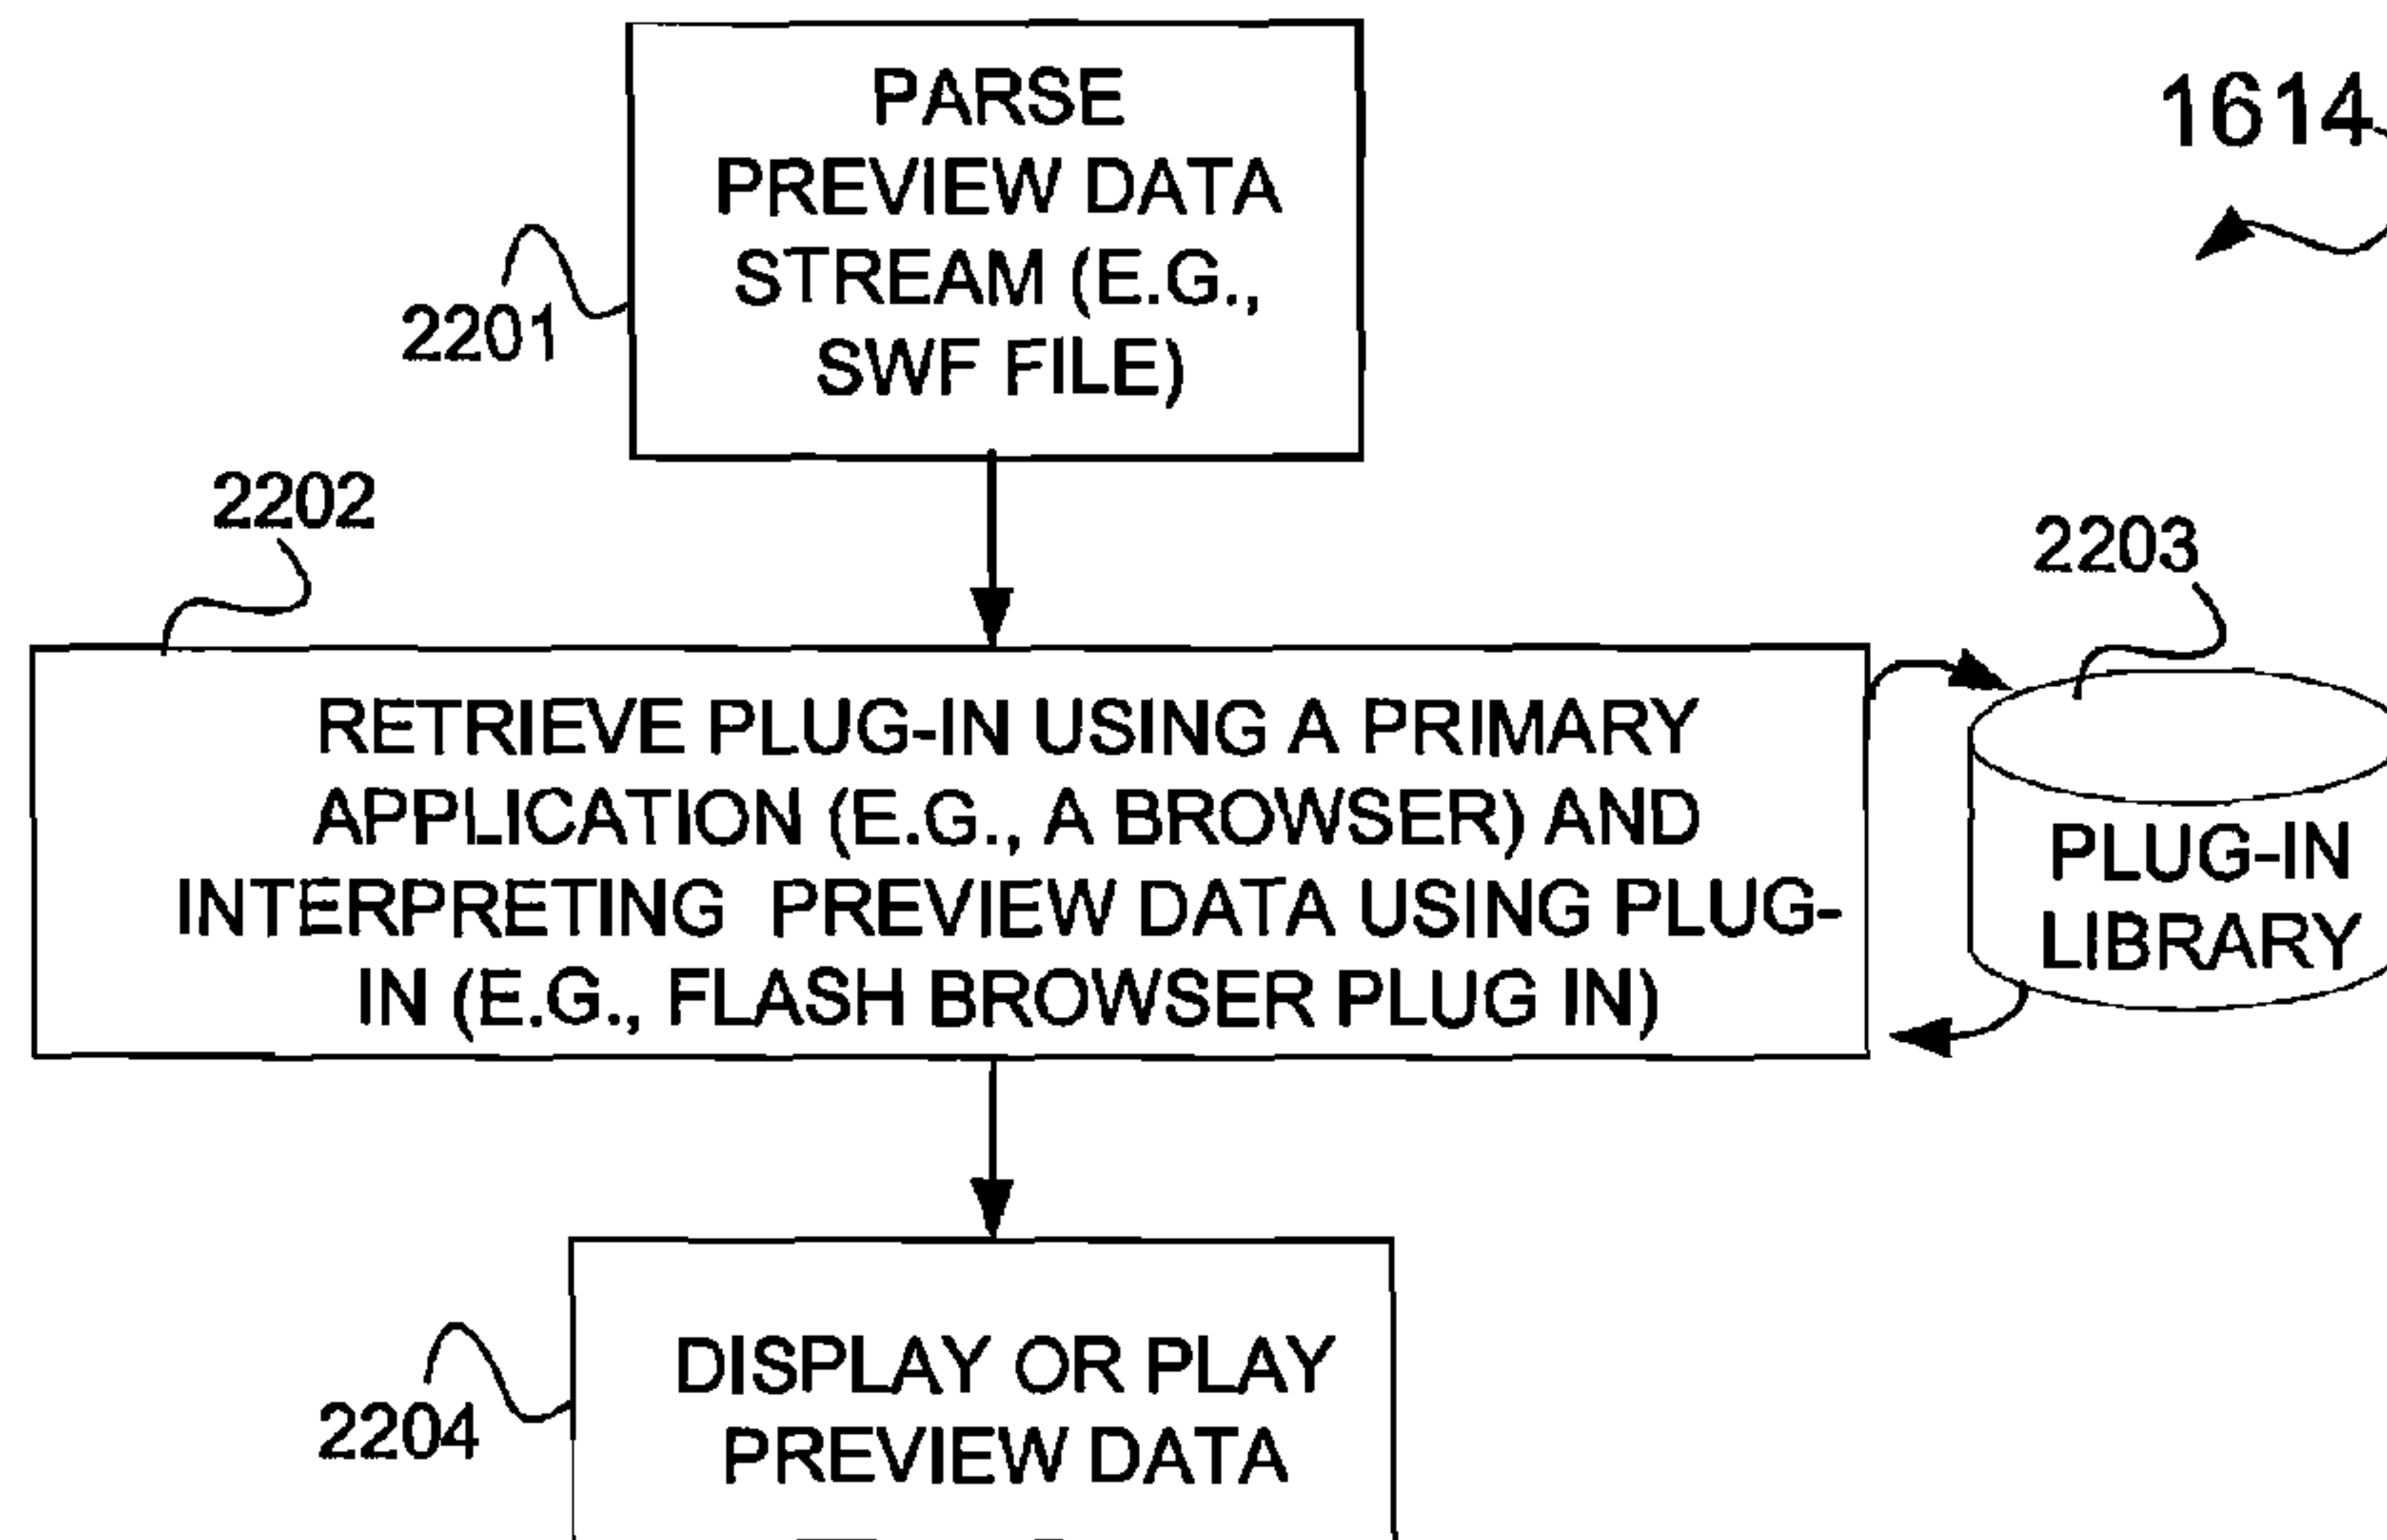 PARSE
PREVIEW DATA
STREAM (E.G.,
SWF FILE)
1614
2201
2202
2203
RETRIEVE PLUG-IN USING A PRIMARY
APPLICATION (E.G., A BROWSER) AND
INTERPRETING PREVIEW DATA USING PLUG-
IN (E.G., FLASH BROWSER PLUG IN)
PLUG-IN
LIBRARY
2204
DISPLAY OR PLAY
PREVIEW DATA